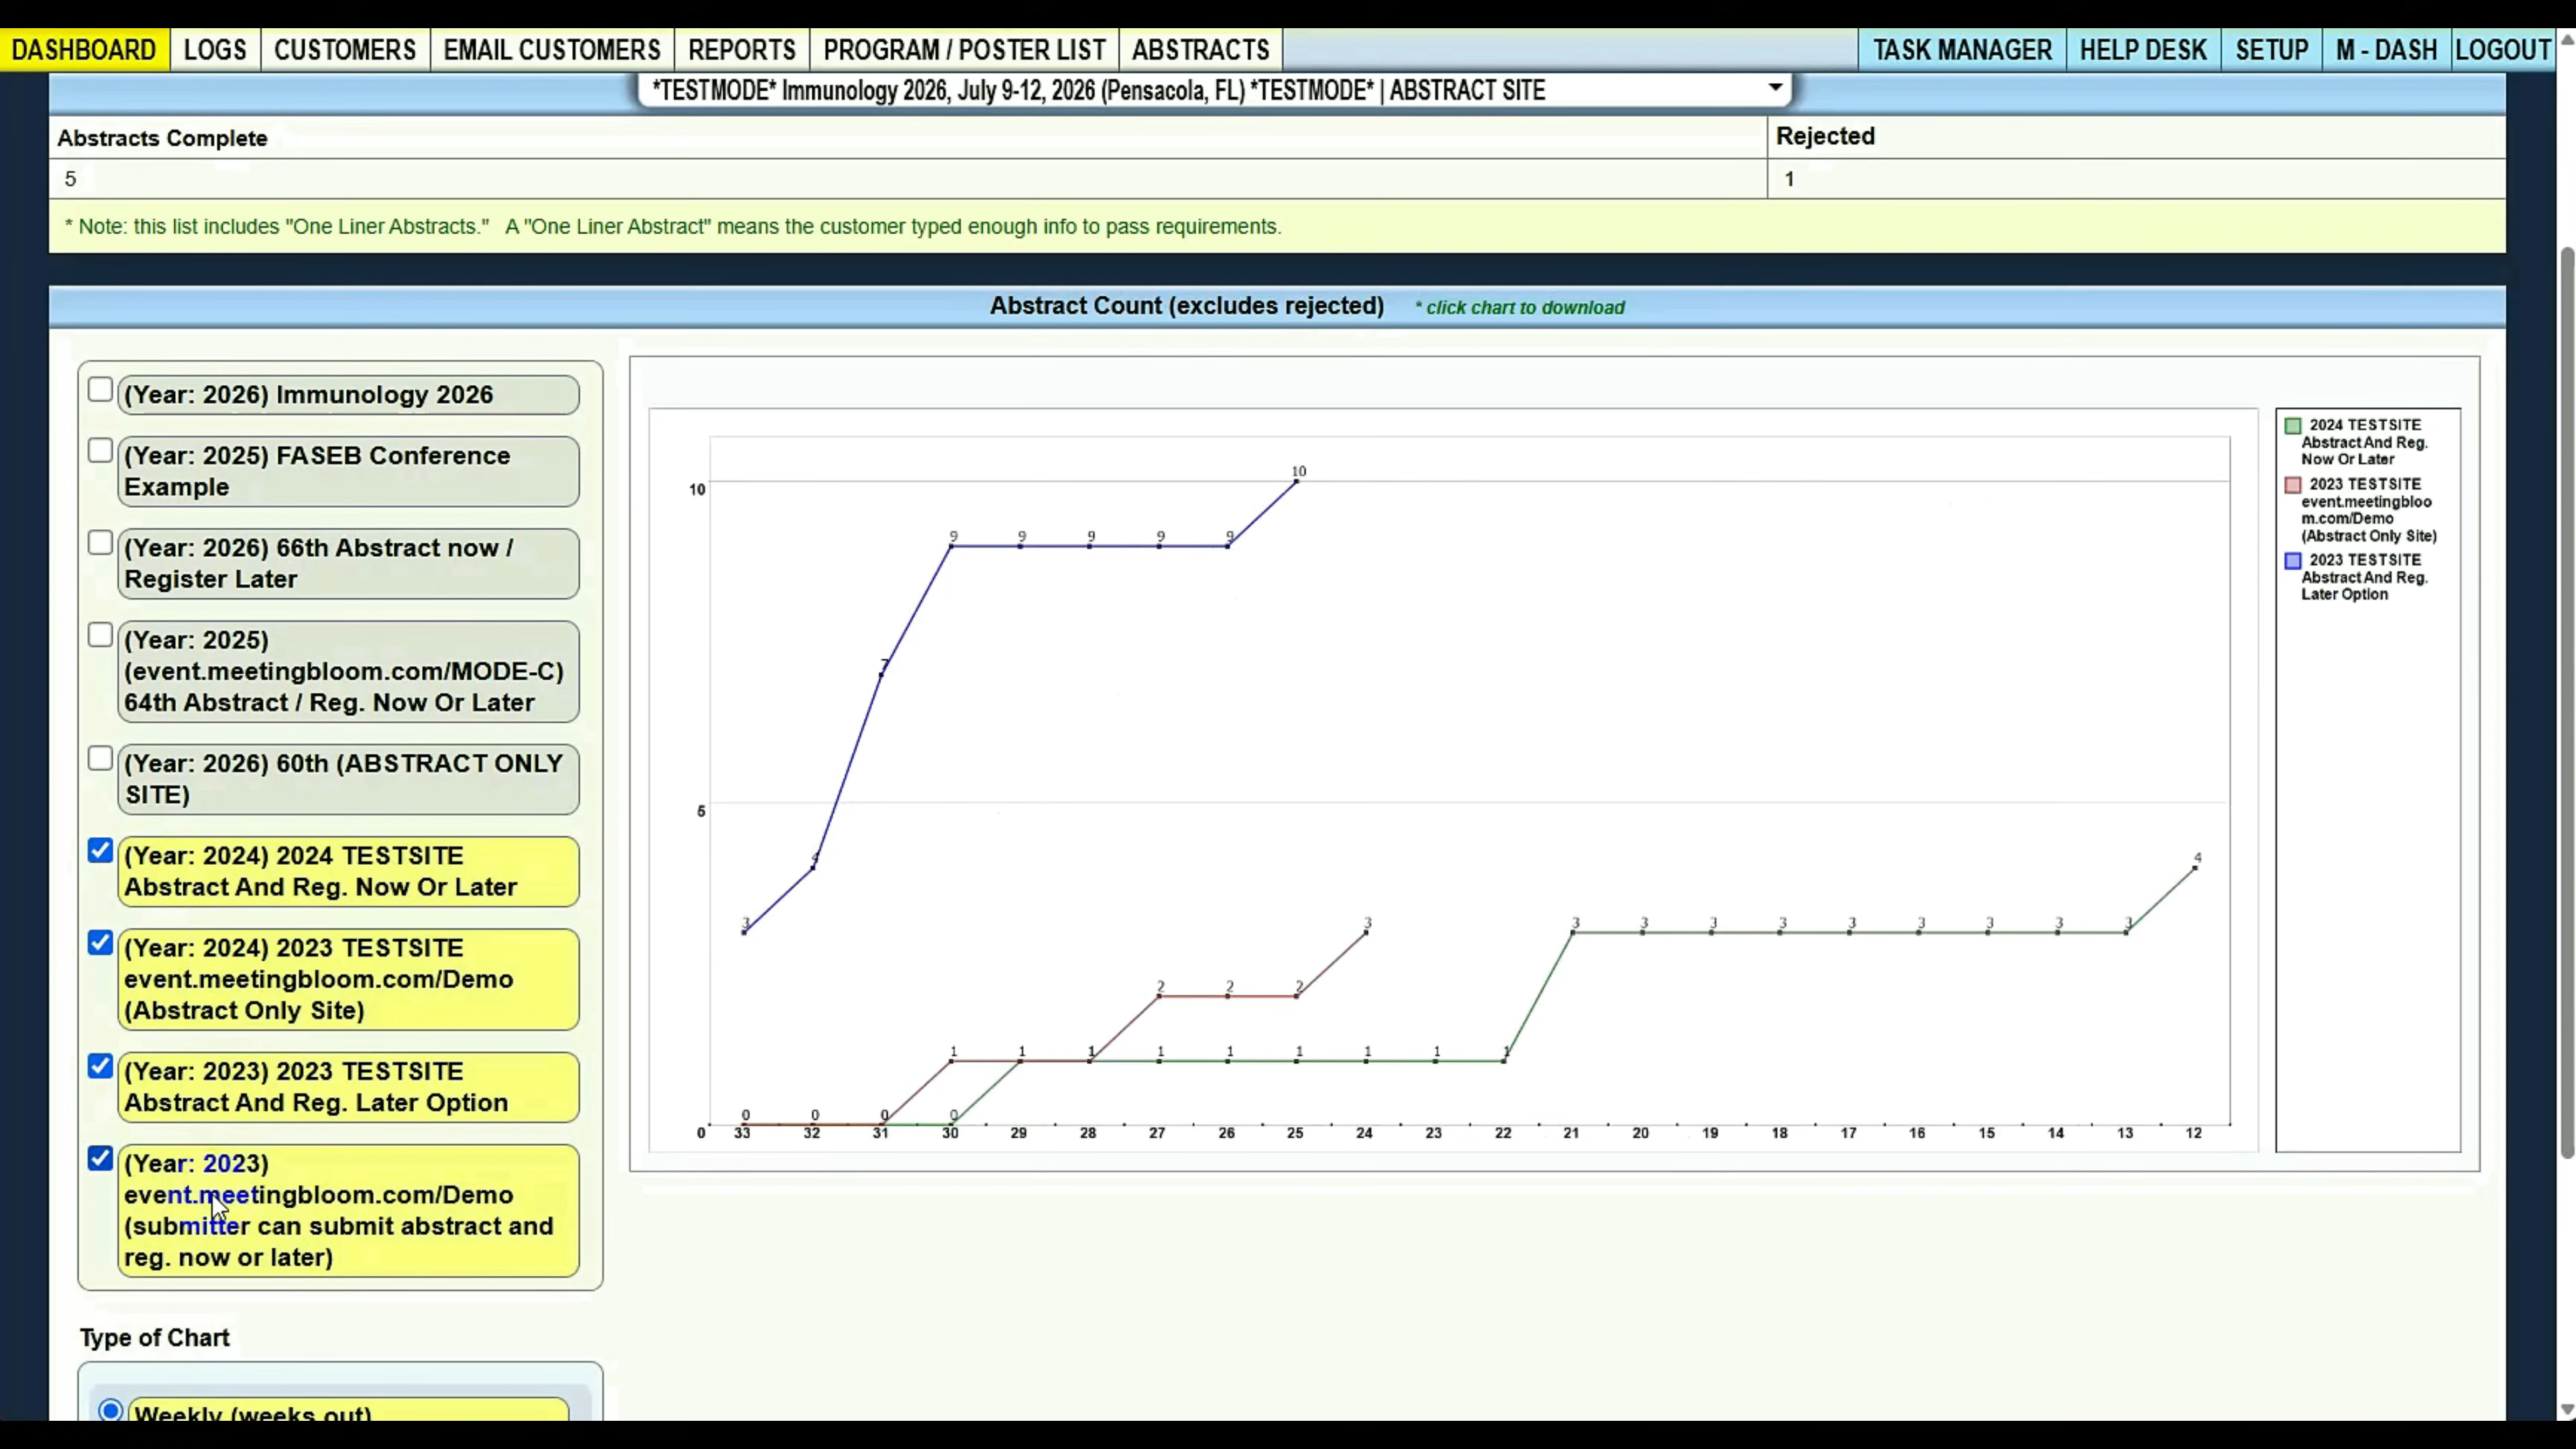 DASHBOARD LOGS CUSTOMERS EMAIL CUSTOMERS REPORTS PROGRAM / POSTER LIST ABSTRACTS TASK MANAGER HELP DESK SETUP M - DASH LOGOUT
*TESTMODE* Immunology 2026, July 9-12, 2026 (Pensacola, FL) *TESTMODE* | ABSTRACT SITE
Abstracts Complete Rejected
5 1
* Note: this list includes "One Liner Abstracts." A "One Liner Abstract" means the customer typed enough info to pass requirements.
Abstract Count (excludes rejected) * click chart to download
(Year: 2026) Immunology 2026
(Year: 2025) FASEB Conference
Example
(Year: 2026) 66th Abstract now /
Register Later
(Year: 2025)
(event.meetingbloom.com/MODE-C)
64th Abstract / Reg. Now Or Later
(Year: 2026) 60th (ABSTRACT ONLY
SITE)
(Year: 2024) 2024 TESTSITE
Abstract And Reg. Now Or Later
(Year: 2024) 2023 TESTSITE
event.meetingbloom.com/Demo
(Abstract Only Site)
(Year: 2023) 2023 TESTSITE
Abstract And Reg. Later Option
(Year: 2023)
event.meetingbloom.com/Demo
(submitter can submit abstract and
reg. now or later)
Type of Chart
Weekly (weeks out)
10
10
9 9 9 9 9
7
5
4 4
3 3 3 3 3 3 3 3 3 3 3
2 2 2
1 1 1 1 1 1 1 1 1
0 0 0 0
0 33 32 31 30 29 28 27 26 25 24 23 22 21 20 19 18 17 16 15 14 13 12
2024 TESTSITE
Abstract And Reg.
Now Or Later
2023 TESTSITE
event.meetingbloo
m.com/Demo
(Abstract Only Site)
2023 TESTSITE
Abstract And Reg.
Later Option